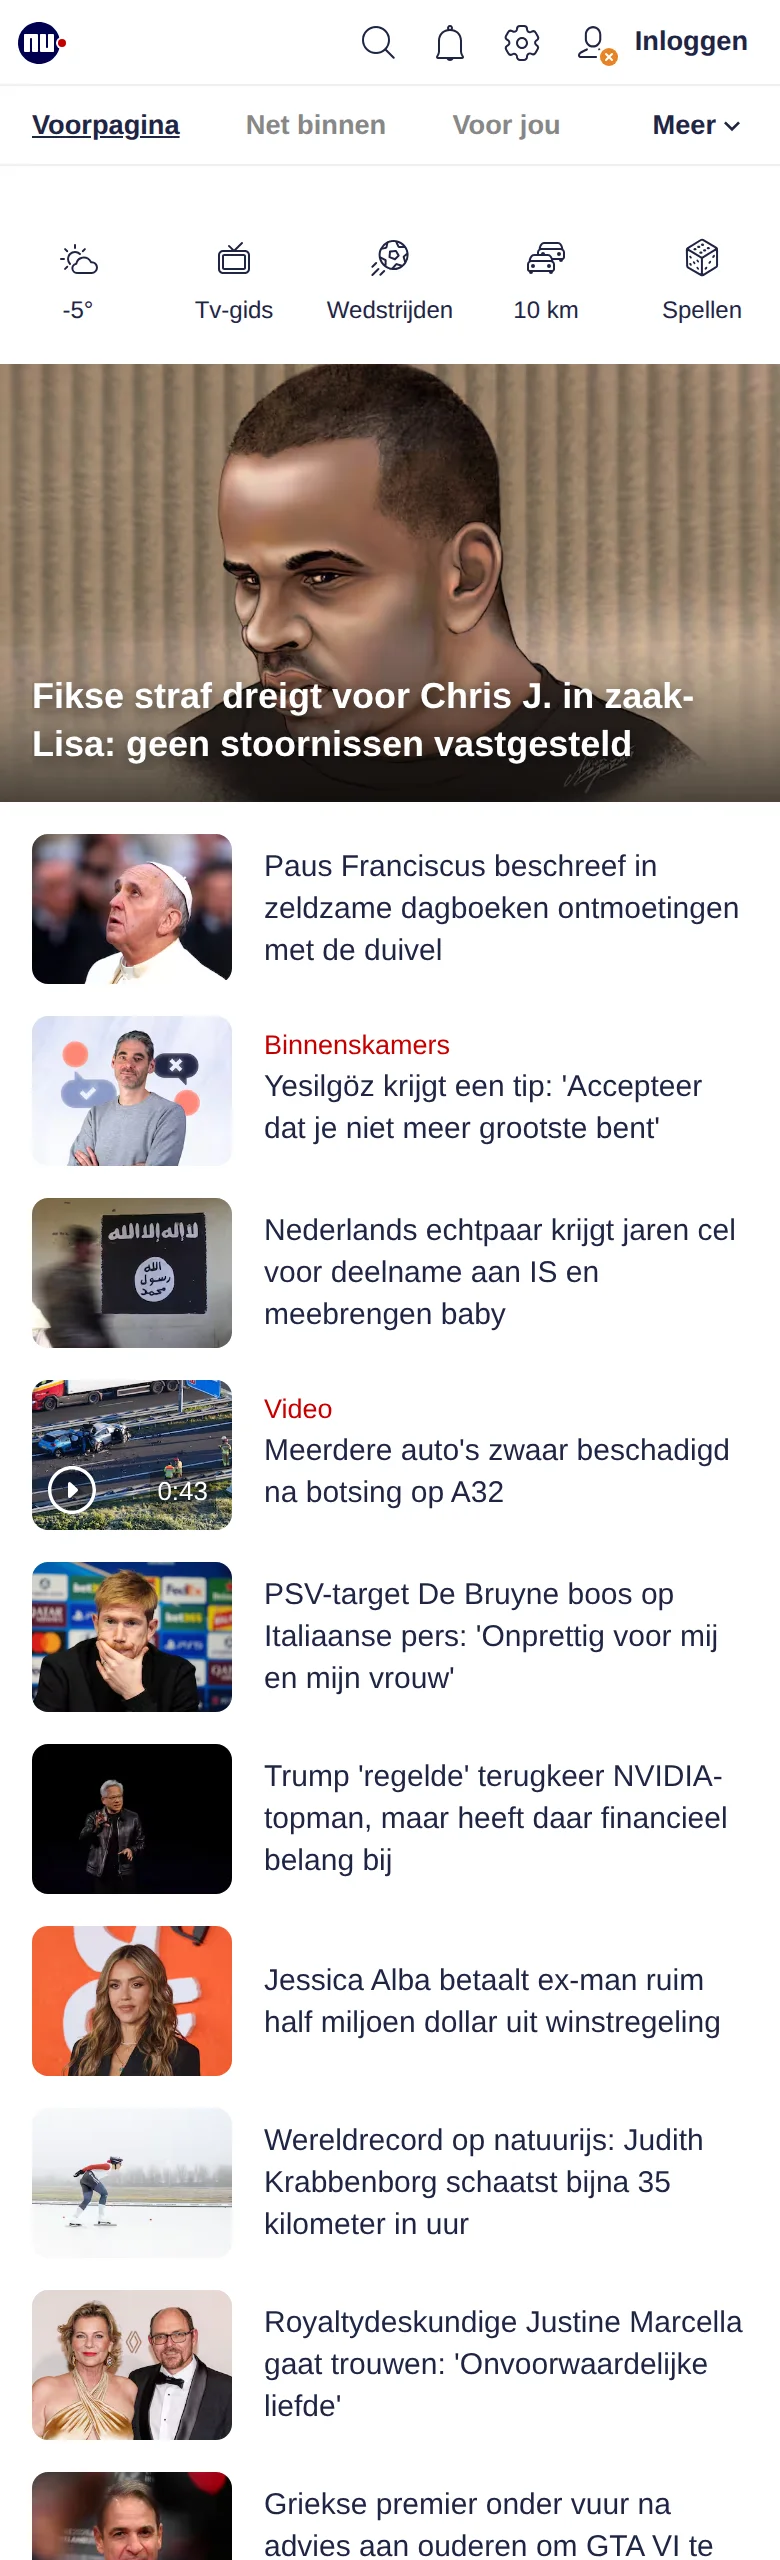 nu
Inloggen
Voorpagina
Net binnen
Voor jou
Meer
-5°
Tv-gids
Wedstrijden
10 km
Spellen
Fikse straf dreigt voor Chris J. in zaak-
Lisa: geen stoornissen vastgesteld
Paus Franciscus beschreef in
zeldzame dagboeken ontmoetingen
met de duivel
Binnenskamers
Yesilgöz krijgt een tip: 'Accepteer
dat je niet meer grootste bent'
Nederlands echtpaar krijgt jaren cel
voor deelname aan IS en
meebrengen baby
Video
Meerdere auto's zwaar beschadigd
na botsing op A32
0:43
PSV-target De Bruyne boos op
Italiaanse pers: 'Onprettig voor mij
en mijn vrouw'
Trump 'regelde' terugkeer NVIDIA-
topman, maar heeft daar financieel
belang bij
Jessica Alba betaalt ex-man ruim
half miljoen dollar uit winstregeling
Wereldrecord op natuurijs: Judith
Krabbenborg schaatst bijna 35
kilometer in uur
Royaltydeskundige Justine Marcella
gaat trouwen: 'Onvoorwaardelijke
liefde'
Griekse premier onder vuur na
advies aan ouderen om GTA VI te